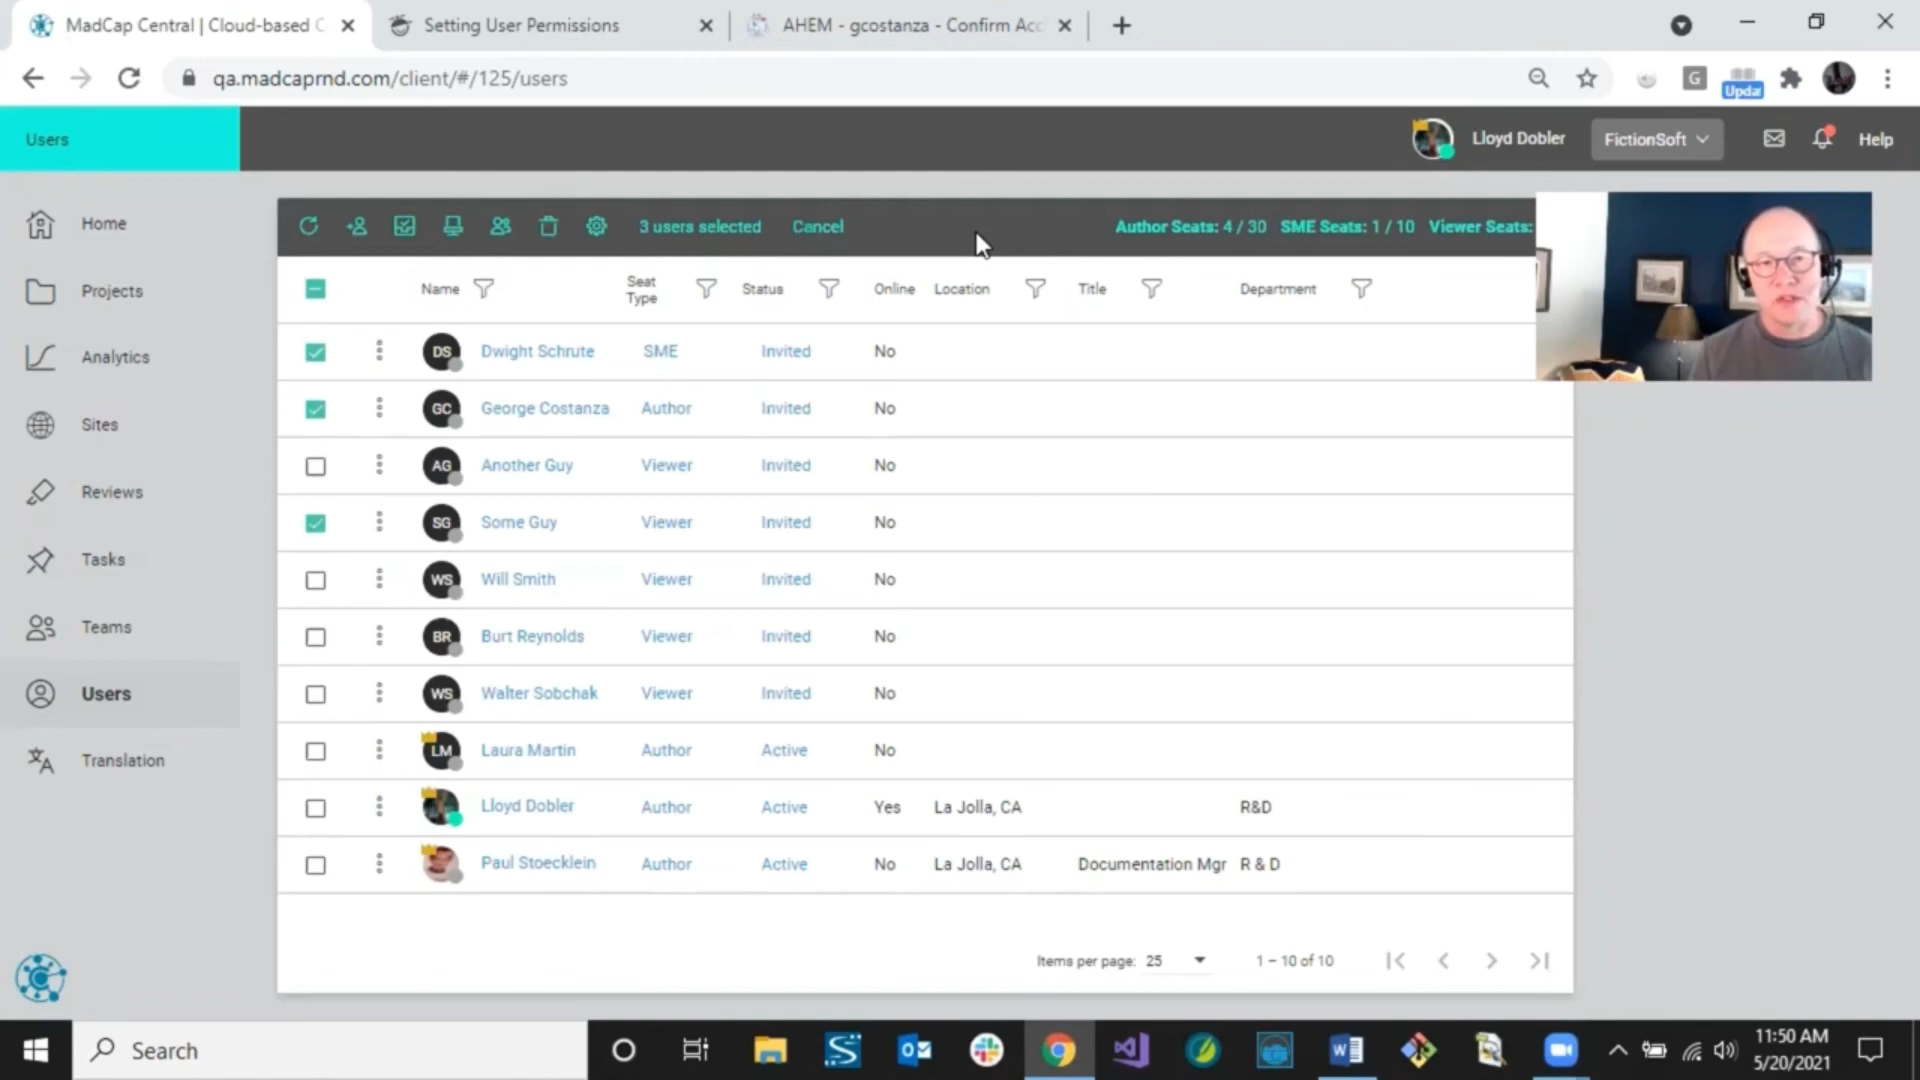 MadCap Central | Cloud-based C
Setting User Permissions
AHEM - gcostanza - Confirm Acc
qa.madcaprnd.com/client/#/125/users
G
Updat
Users
Lloyd Dobler
FictionSoft
Help
Home
Projects
Analytics
Sites
Reviews
Tasks
Teams
Users
Translation
3 users selected Cancel Author Seats: 4 / 30 SME Seats: 1 / 10 Viewer Seats:
Name Seat Type Status Online Location Title Department
DS Dwight Schrute SME Invited No
GC George Costanza Author Invited No
AG Another Guy Viewer Invited No
SG Some Guy Viewer Invited No
WS Will Smith Viewer Invited No
BR Burt Reynolds Viewer Invited No
WS Walter Sobchak Viewer Invited No
LM Laura Martin Author Active No
Lloyd Dobler Author Active Yes La Jolla, CA R&D
Paul Stoecklein Author Active No La Jolla, CA Documentation Mgr R & D
Items per page: 25 1 – 10 of 10
Search
11:50 AM
5/20/2021